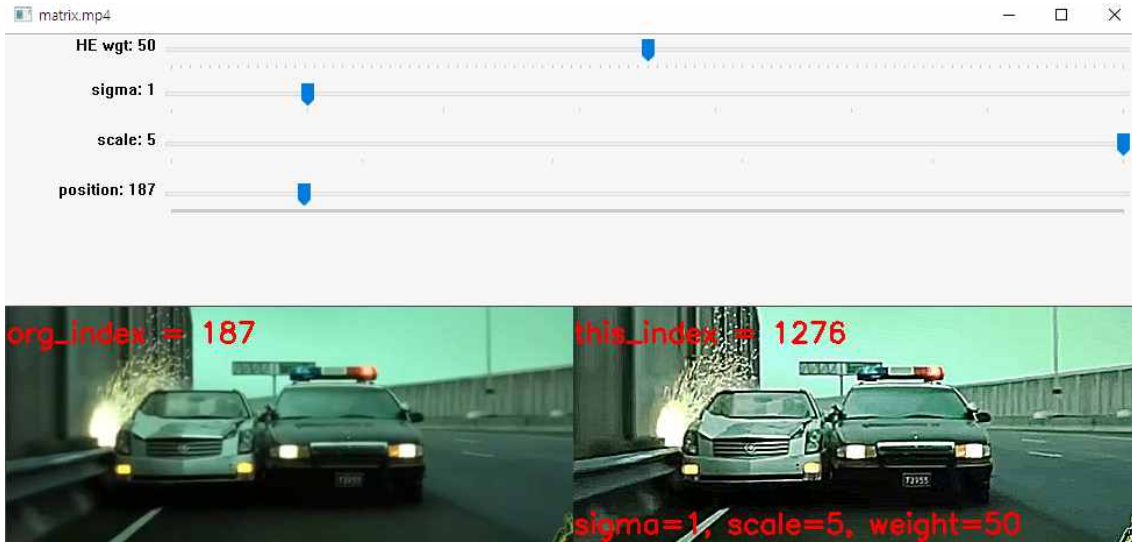 matrix.mp4
HE wgt: 50
sigma: 1
scale: 5
position: 187
org_index = 187
this_index = 1276
sigma=1, scale=5, weight=50